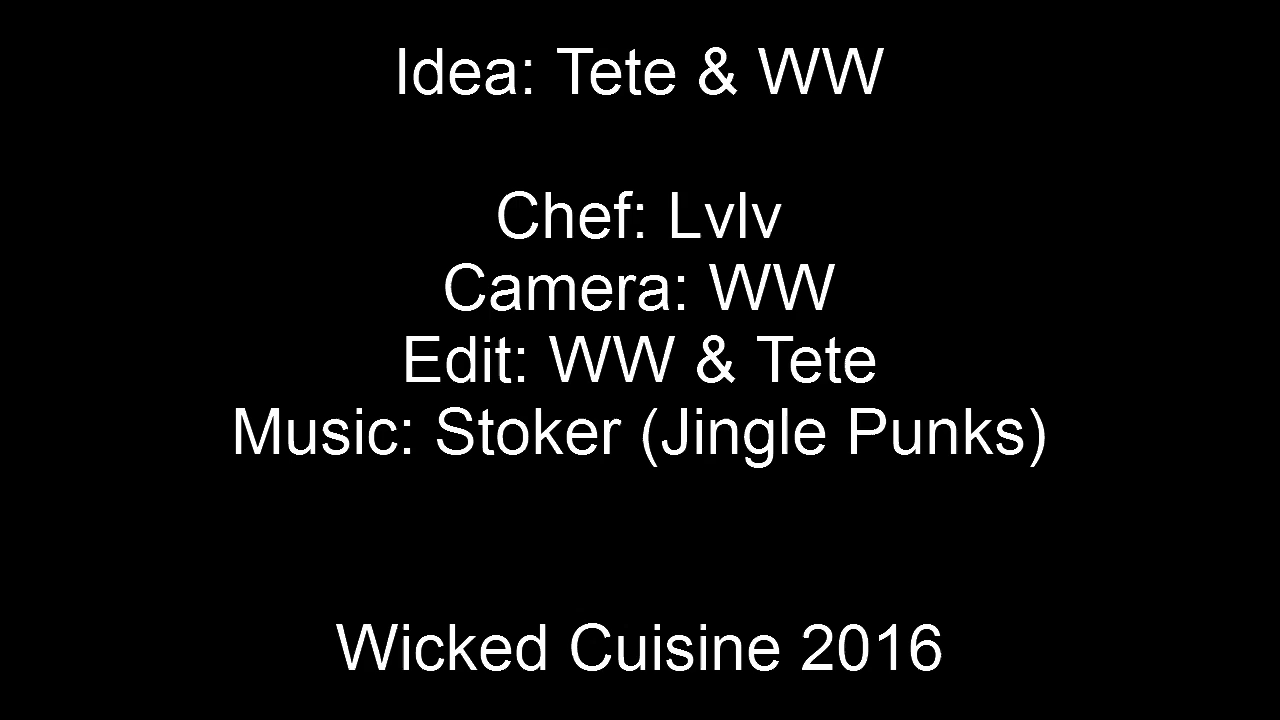 Idea: Tete & WW
Chef: Lvlv
Camera: WW
Edit: WW & Tete
Music: Stoker (Jingle Punks)
Wicked Cuisine 2016